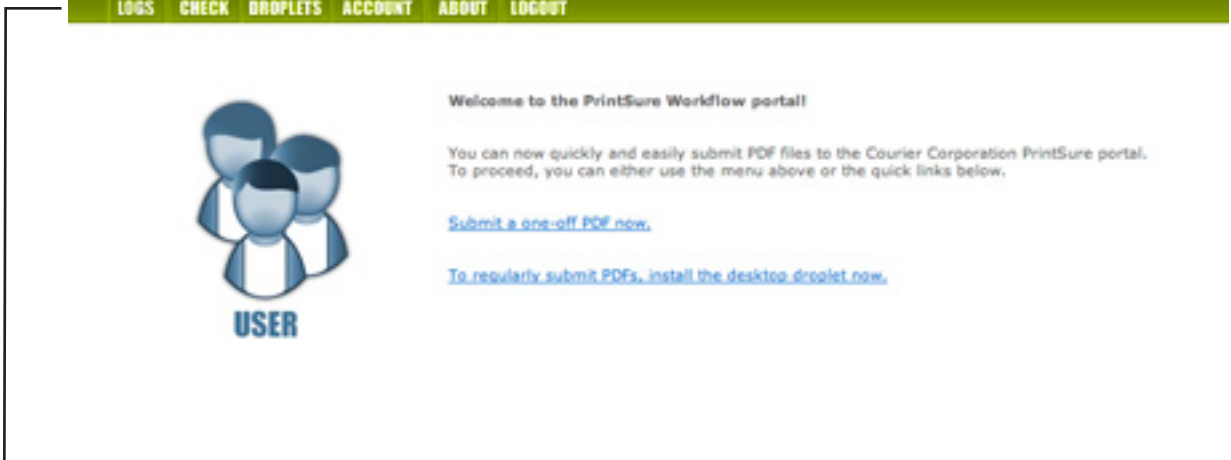 LOGS CHECK DROPLETS ACCOUNT ABOUT LOGOUT
Welcome to the PrintSure Workflow portal!
You can now quickly and easily submit PDF files to the Courier Corporation PrintSure portal.
To proceed, you can either use the menu above or the quick links below.
Submit a one-off PDF now.
To regularly submit PDFs, install the desktop droplet now.
USER